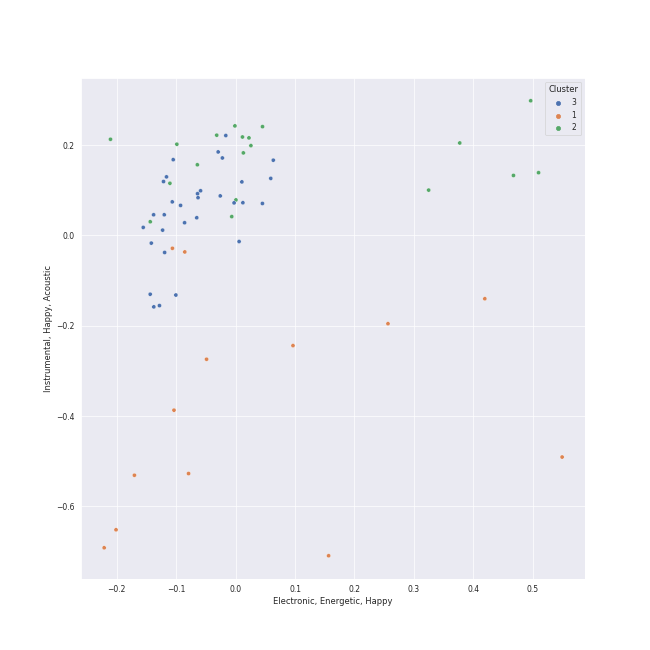 Cluster
3
1
2
0.2
0.0
−0.2
−0.4
−0.6
Instrumental, Happy, Acoustic
−0.2 −0.1 0.0 0.1 0.2 0.3 0.4 0.5
Electronic, Energetic, Happy